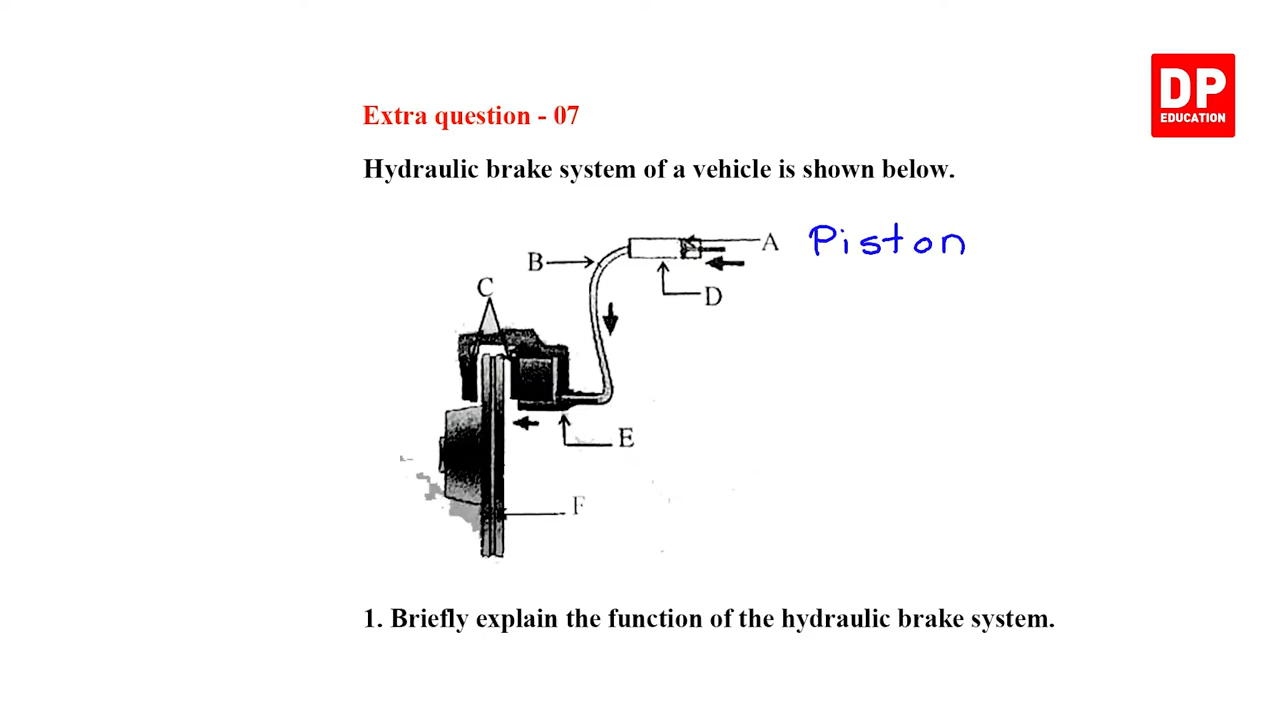 DP
EDUCATION
Extra question - 07
Hydraulic brake system of a vehicle is shown below.
A Piston
B
D
C
E
F
1. Briefly explain the function of the hydraulic brake system.